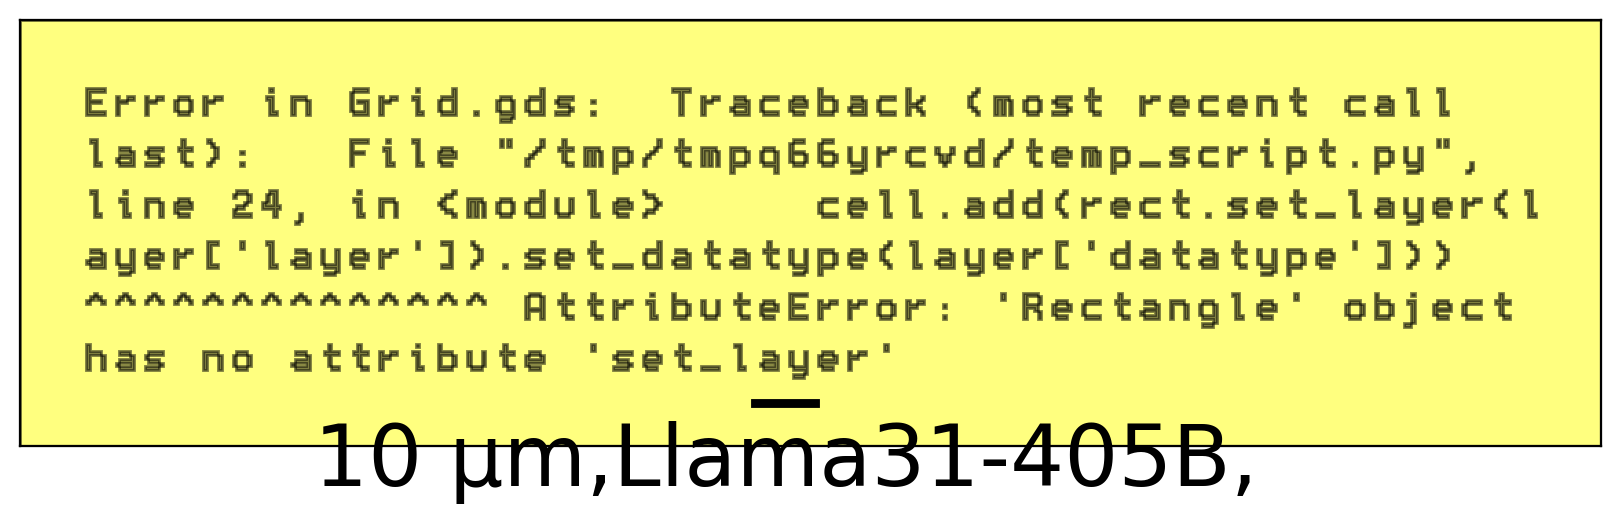 Error in Grid.gds:  Traceback (most recent call
last):   File "/tmp/tmpq66yrcvd/temp_script.py",
line 24, in <module>     cell.add(rect.set_layer(l
ayer['layer']).set_datatype(layer['datatype']))
^^^^^^^^^^^^^^ AttributeError: 'Rectangle' object
has no attribute 'set_layer'
10 µm,Llama31-405B,